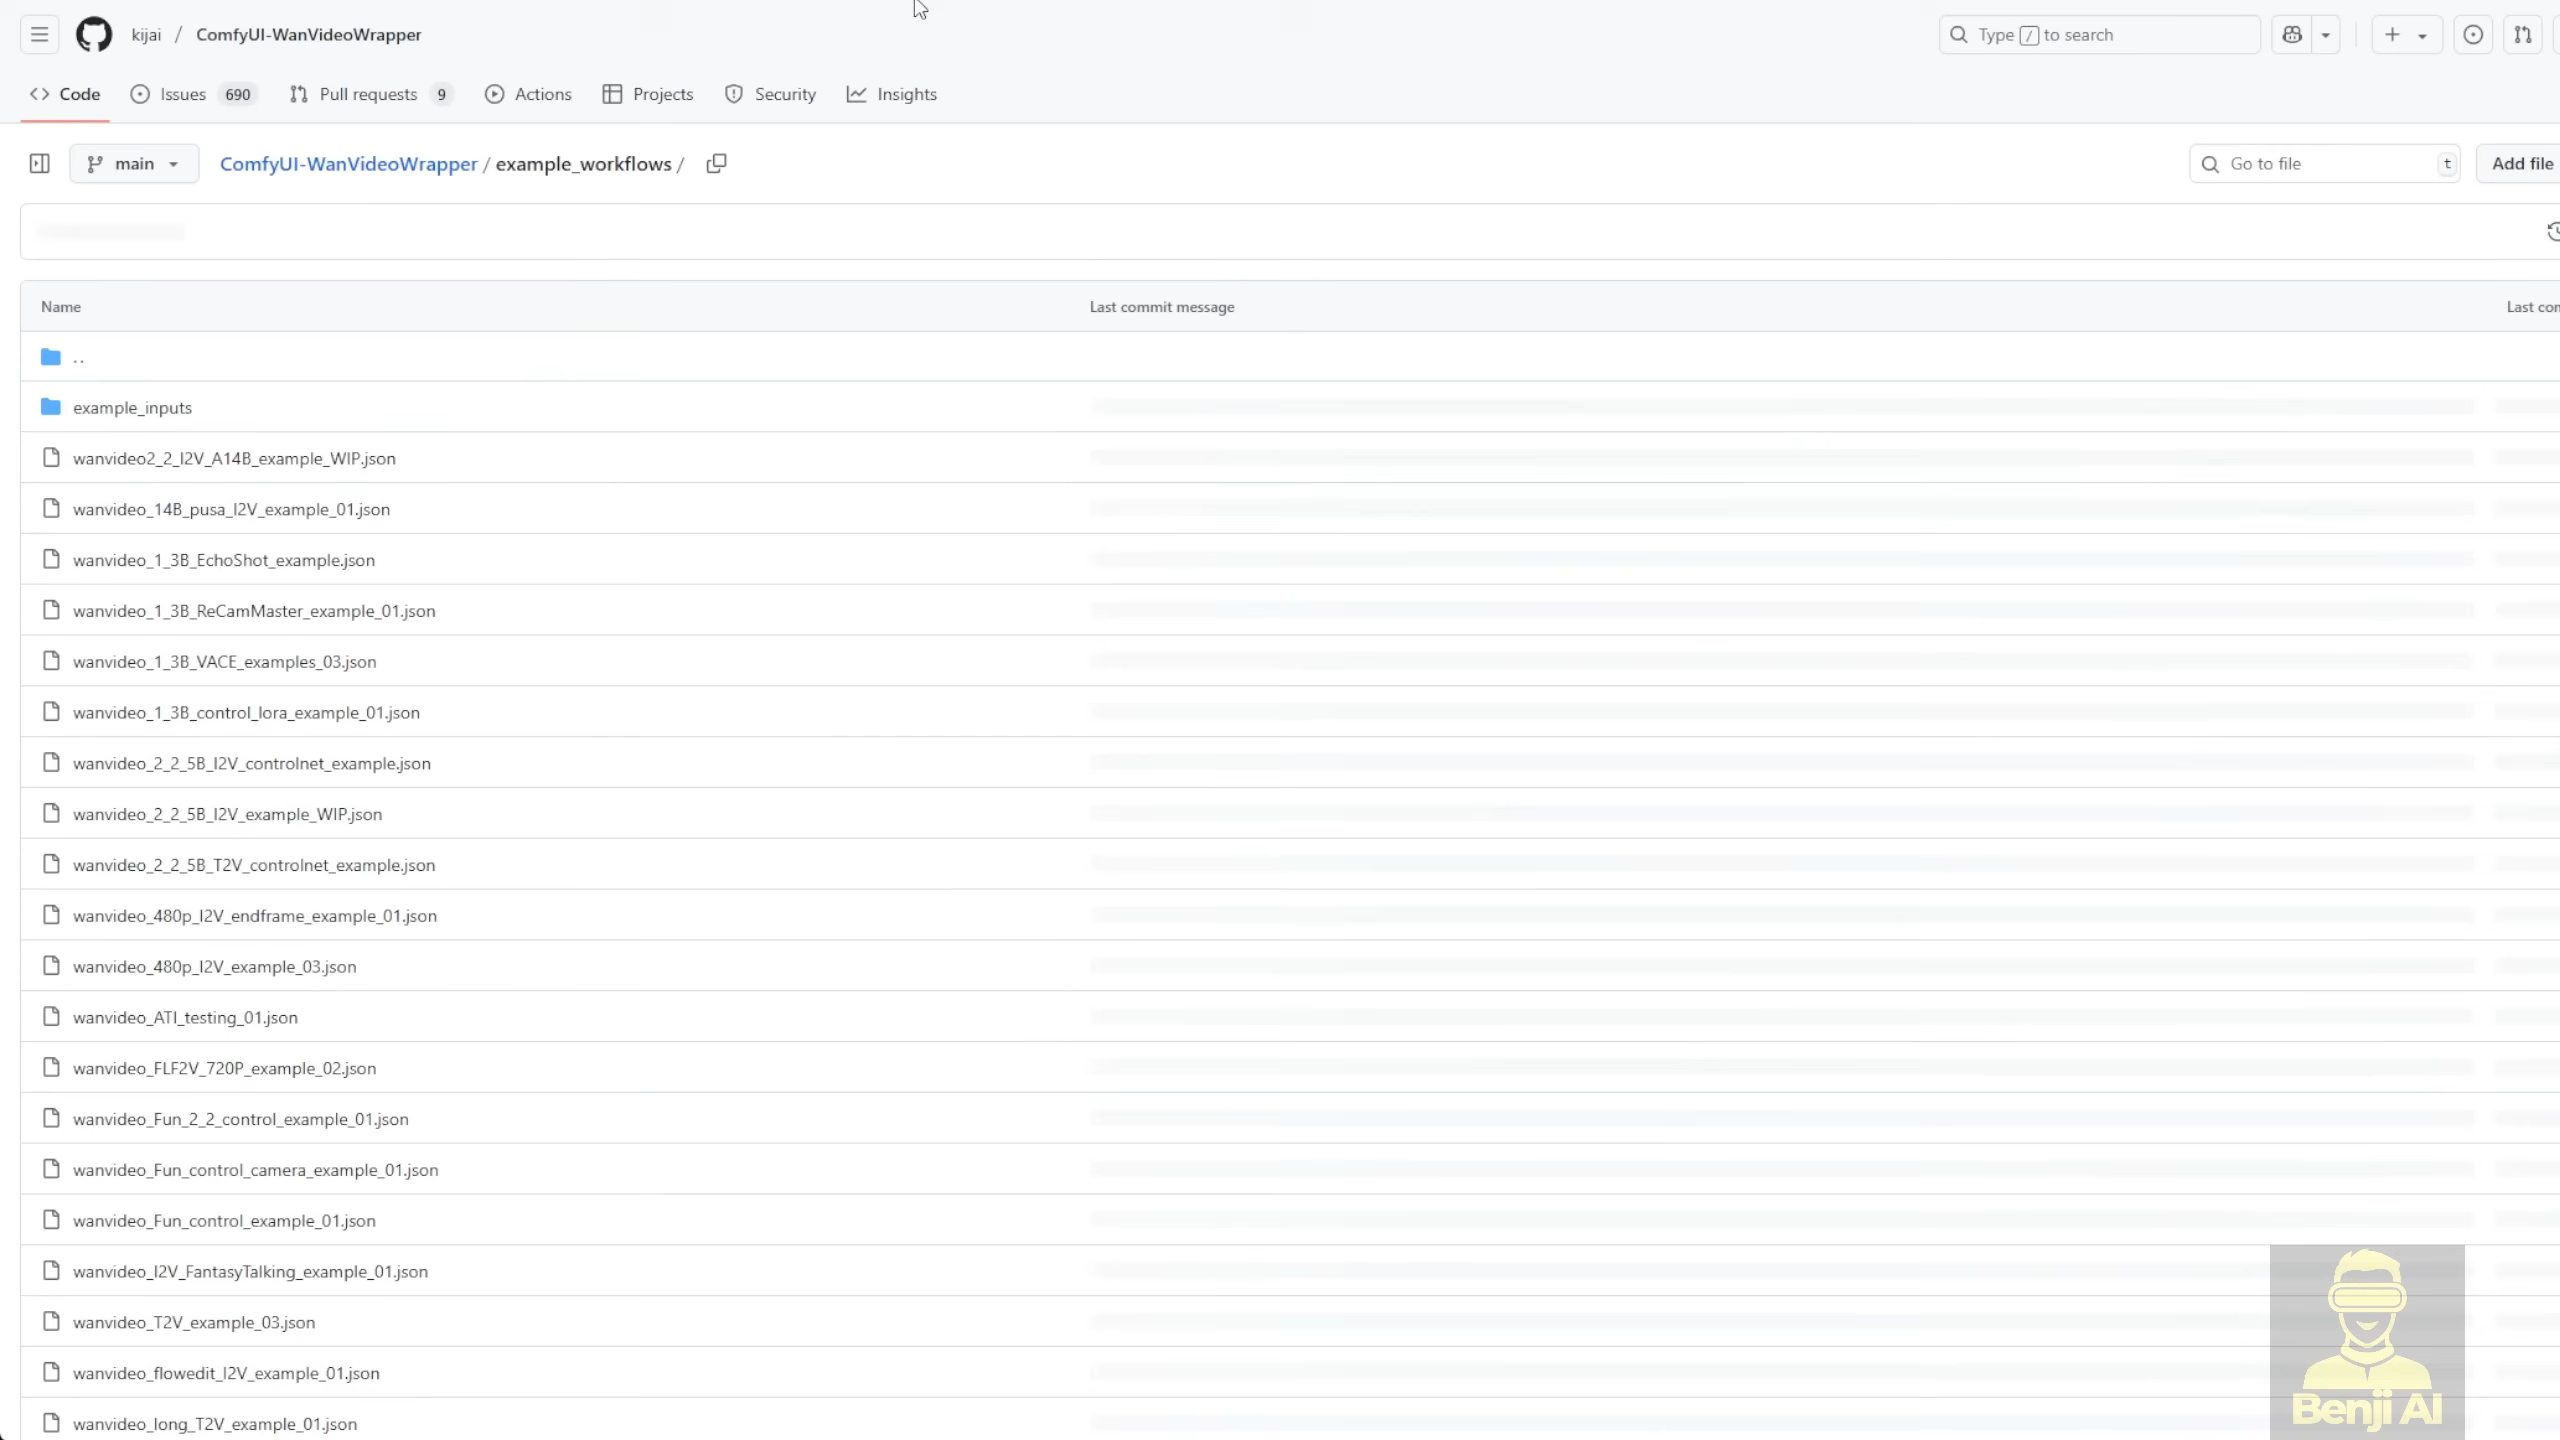 kijai / ComfyUI-WanVideoWrapper
Type / to search
Code
Issues 690
Pull requests 9
Actions
Projects
Security
Insights
main
ComfyUI-WanVideoWrapper / example_workflows /
Go to file
t
Add file
Name
Last commit message
Last com
..
example_inputs
wanvideo2_2_I2V_A14B_example_WIP.json
wanvideo_14B_pusa_I2V_example_01.json
wanvideo_1_3B_EchoShot_example.json
wanvideo_1_3B_ReCamMaster_example_01.json
wanvideo_1_3B_VACE_examples_03.json
wanvideo_1_3B_control_lora_example_01.json
wanvideo_2_2_5B_I2V_controlnet_example.json
wanvideo_2_2_5B_I2V_example_WIP.json
wanvideo_2_2_5B_T2V_controlnet_example.json
wanvideo_480p_I2V_endframe_example_01.json
wanvideo_480p_I2V_example_03.json
wanvideo_ATI_testing_01.json
wanvideo_FLF2V_720P_example_02.json
wanvideo_Fun_2_2_control_example_01.json
wanvideo_Fun_control_camera_example_01.json
wanvideo_Fun_control_example_01.json
wanvideo_I2V_FantasyTalking_example_01.json
wanvideo_T2V_example_03.json
wanvideo_flowedit_I2V_example_01.json
wanvideo_long_T2V_example_01.json
Benji AI